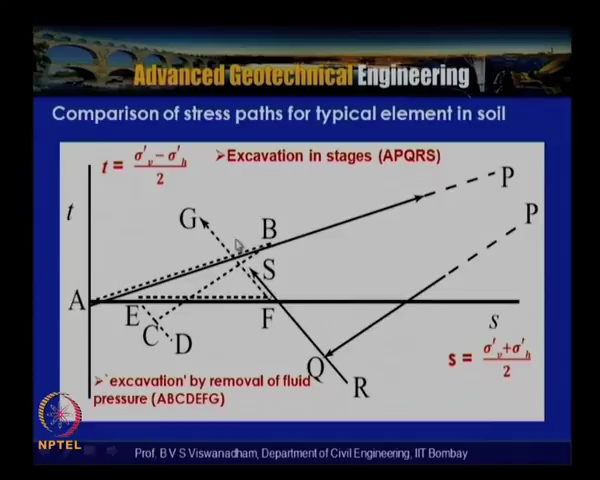 Advanced Geotechnical Engineering
Comparison of stress paths for typical element in soil
t = σ'v − σ'h / 2
➢Excavation in stages (APQRS)
P
t
G
B
P
S
A
E
F
s
C
D
s = σ'v+σ'h / 2
Q
R
➢`excavation' by removal of fluid
pressure (ABCDEFG)
NPTEL
Prof. B V S Viswanadham, Department of Civil Engineering, IIT Bombay